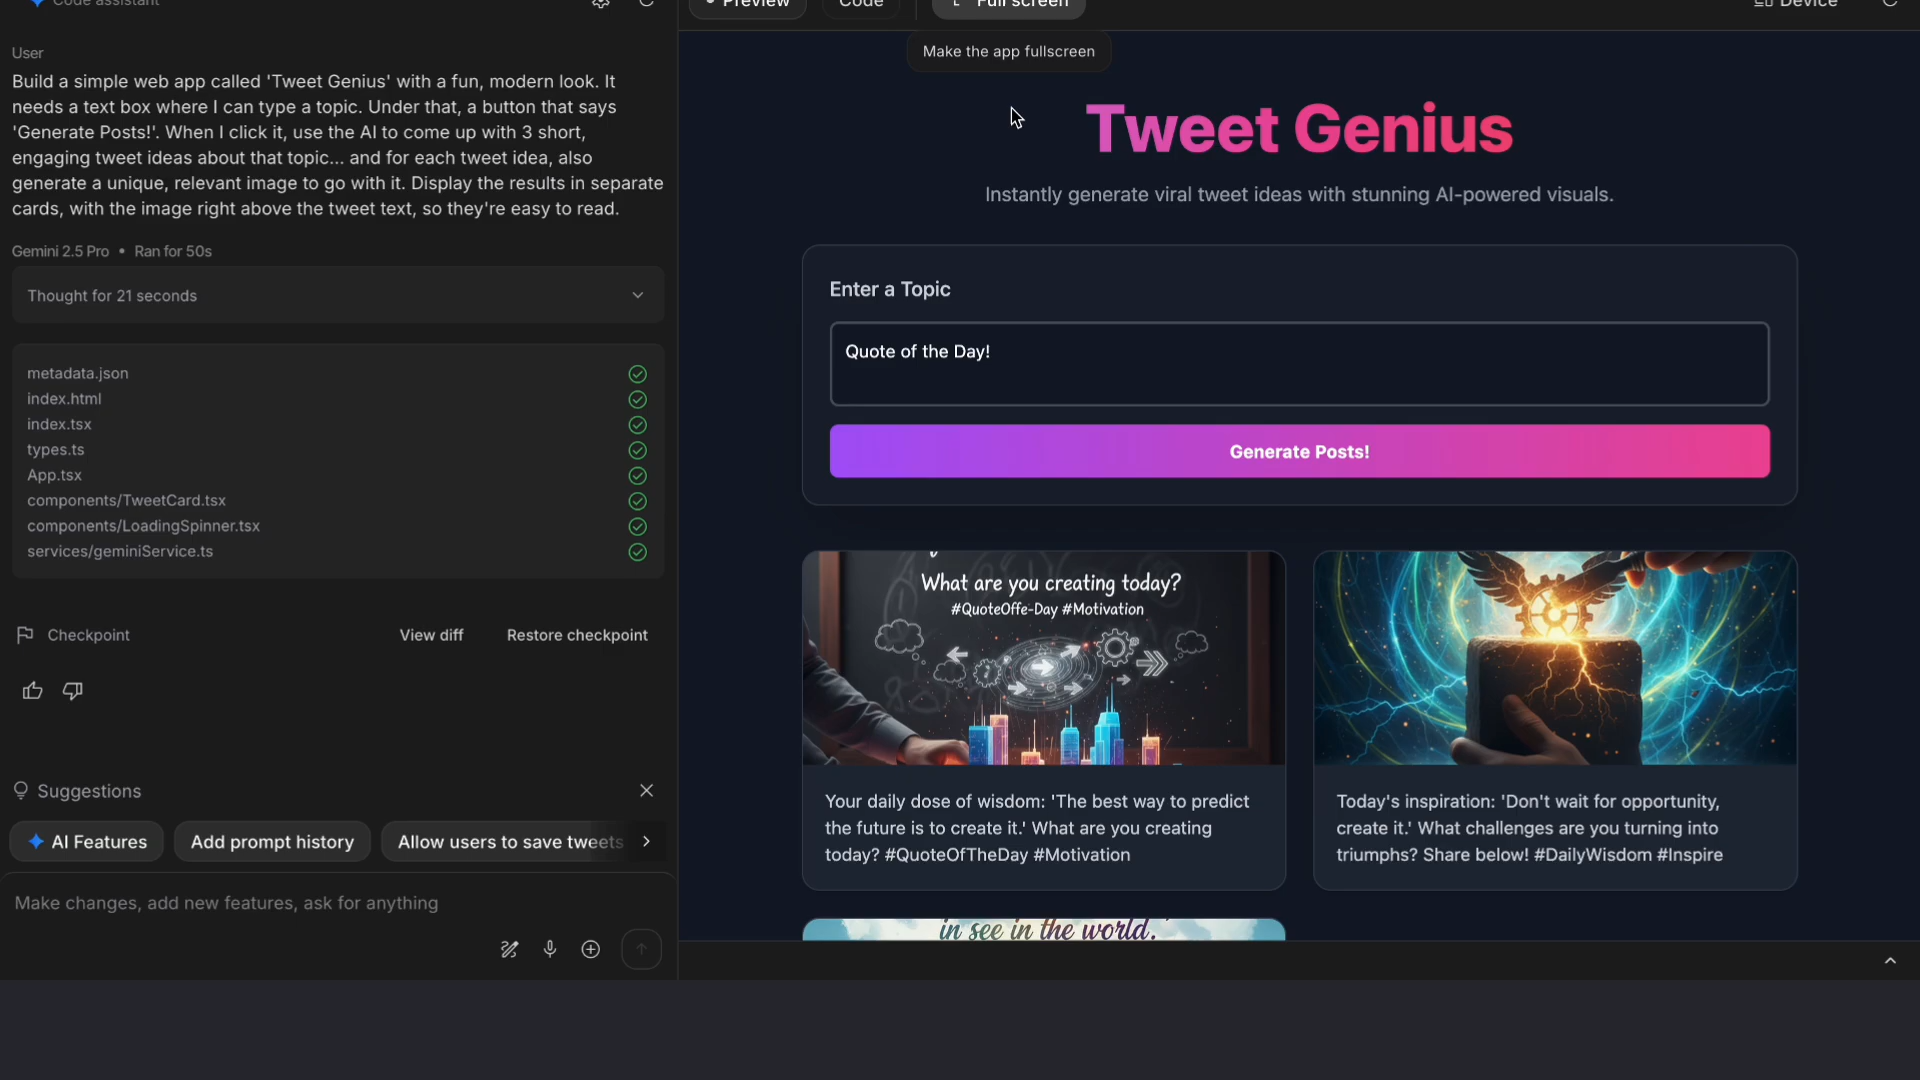 Code assistant
Preview
Code
Full screen
Device
Make the app fullscreen
User
Build a simple web app called 'Tweet Genius' with a fun, modern look. It
needs a text box where I can type a topic. Under that, a button that says
'Generate Posts!'. When I click it, use the AI to come up with 3 short,
engaging tweet ideas about that topic... and for each tweet idea, also
generate a unique, relevant image to go with it. Display the results in separate
cards, with the image right above the tweet text, so they're easy to read.
Gemini 2.5 Pro • Ran for 50s
Thought for 21 seconds
metadata.json
index.html
index.tsx
types.ts
App.tsx
components/TweetCard.tsx
components/LoadingSpinner.tsx
services/geminiService.ts
Checkpoint
View diff
Restore checkpoint
Suggestions
AI Features
Add prompt history
Allow users to save tweets
Make changes, add new features, ask for anything
Tweet Genius
Instantly generate viral tweet ideas with stunning AI-powered visuals.
Enter a Topic
Quote of the Day!
Generate Posts!
What are you creating today?
#QuoteOffe-Day #Motivation
Your daily dose of wisdom: 'The best way to predict
the future is to create it.' What are you creating
today? #QuoteOfTheDay #Motivation
Today's inspiration: 'Don't wait for opportunity,
create it.' What challenges are you turning into
triumphs? Share below! #DailyWisdom #Inspire
in see in the world.'